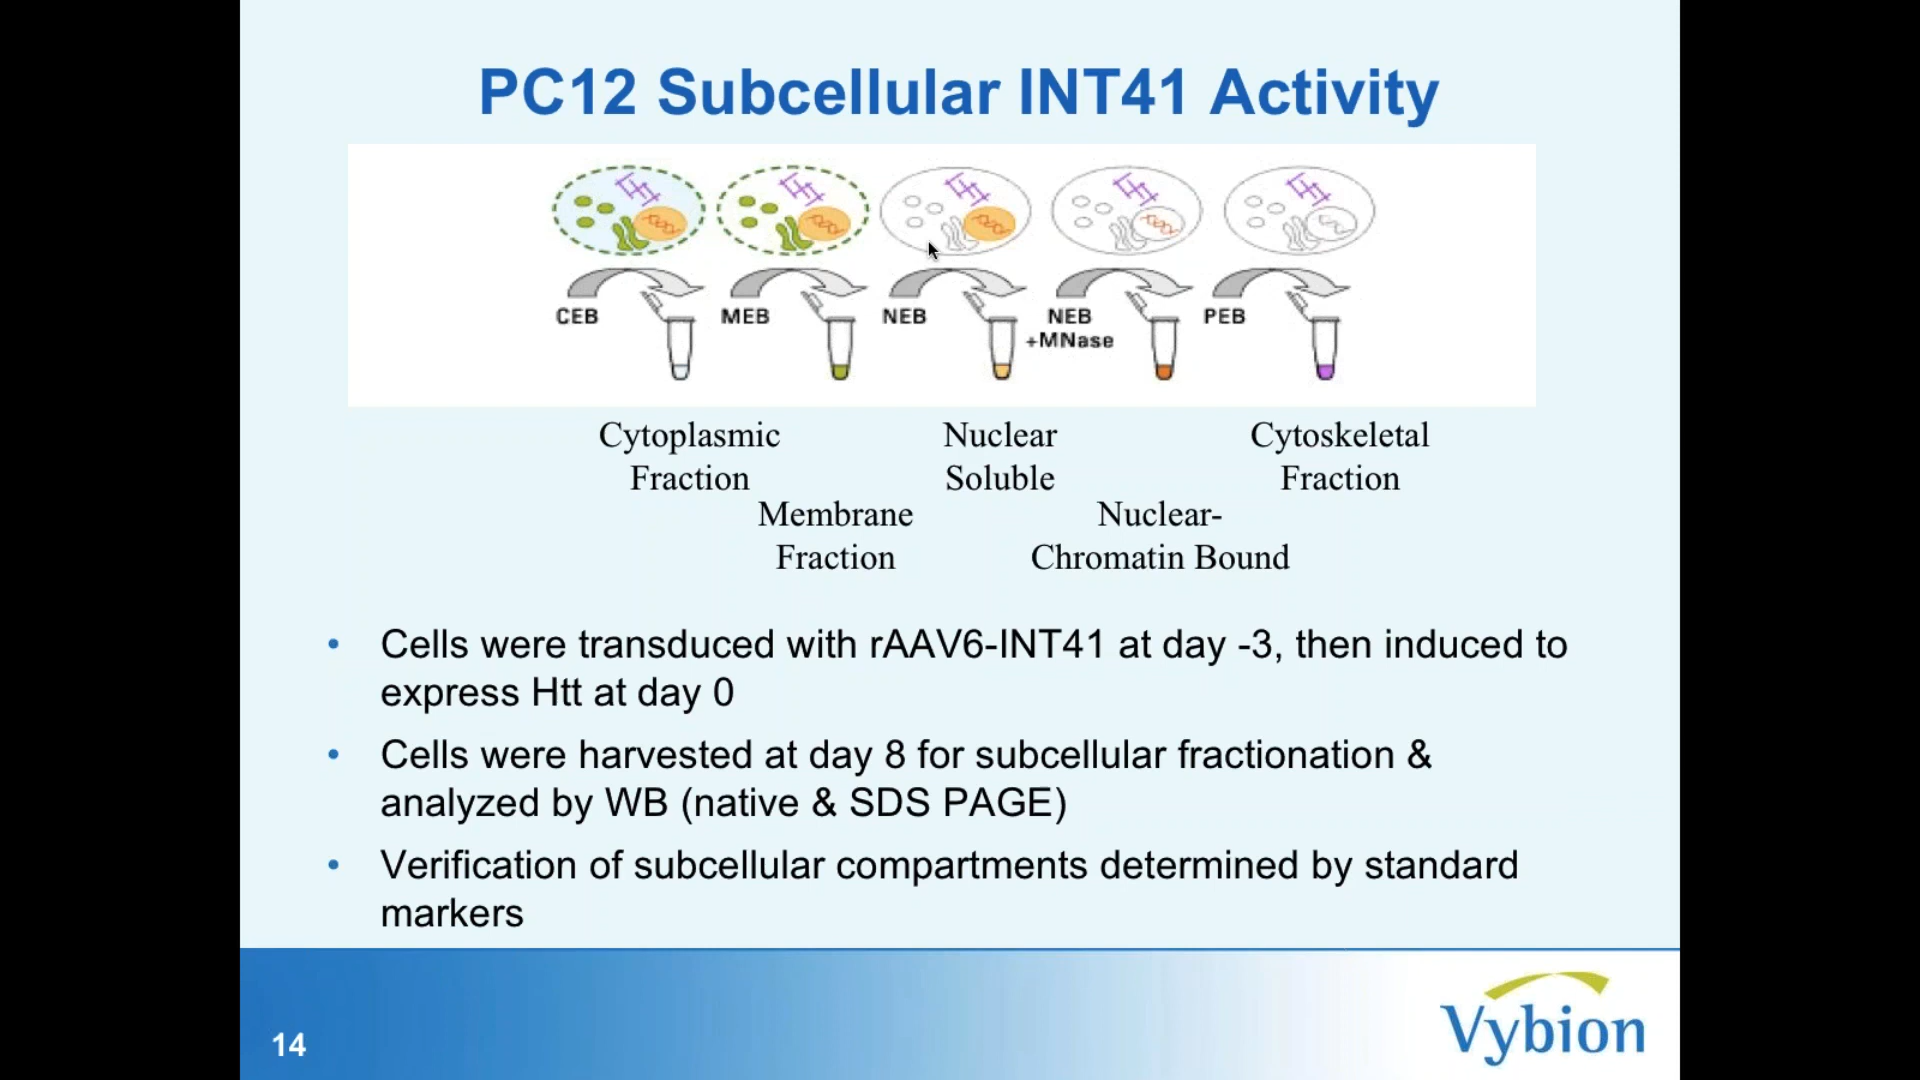 PC12 Subcellular INT41 Activity
CEB
MEB
NEB
NEB
+MNase
PEB
Cytoplasmic
Fraction
Membrane
Fraction
Nuclear
Soluble
Nuclear-
Chromatin Bound
Cytoskeletal
Fraction
• Cells were transduced with rAAV6-INT41 at day -3, then induced to
express Htt at day 0
• Cells were harvested at day 8 for subcellular fractionation &
analyzed by WB (native & SDS PAGE)
• Verification of subcellular compartments determined by standard
markers
14
Vybion